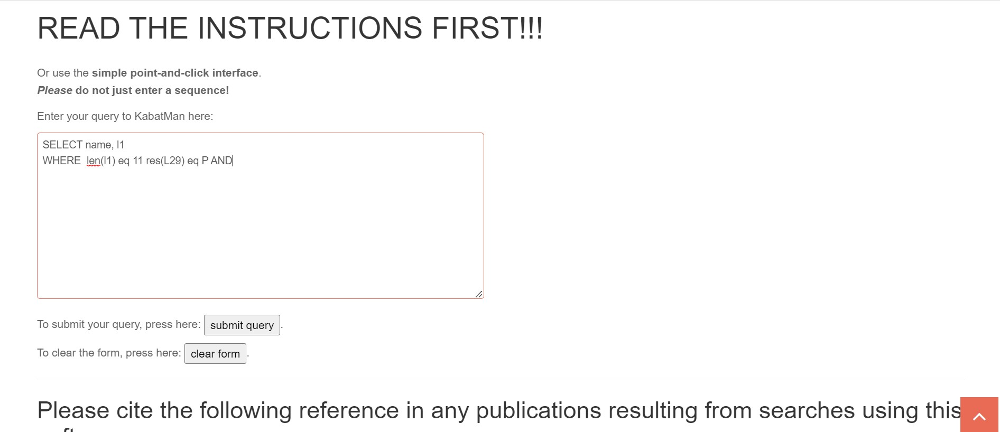 READ THE INSTRUCTIONS FIRST!!!
Or use the simple point-and-click interface.
Please do not just enter a sequence!
Enter your query to KabatMan here:
SELECT name, l1
WHERE  len(l1) eq 11 res(L29) eq P AND
To submit your query, press here: submit query.
To clear the form, press here: clear form.
Please cite the following reference in any publications resulting from searches using this